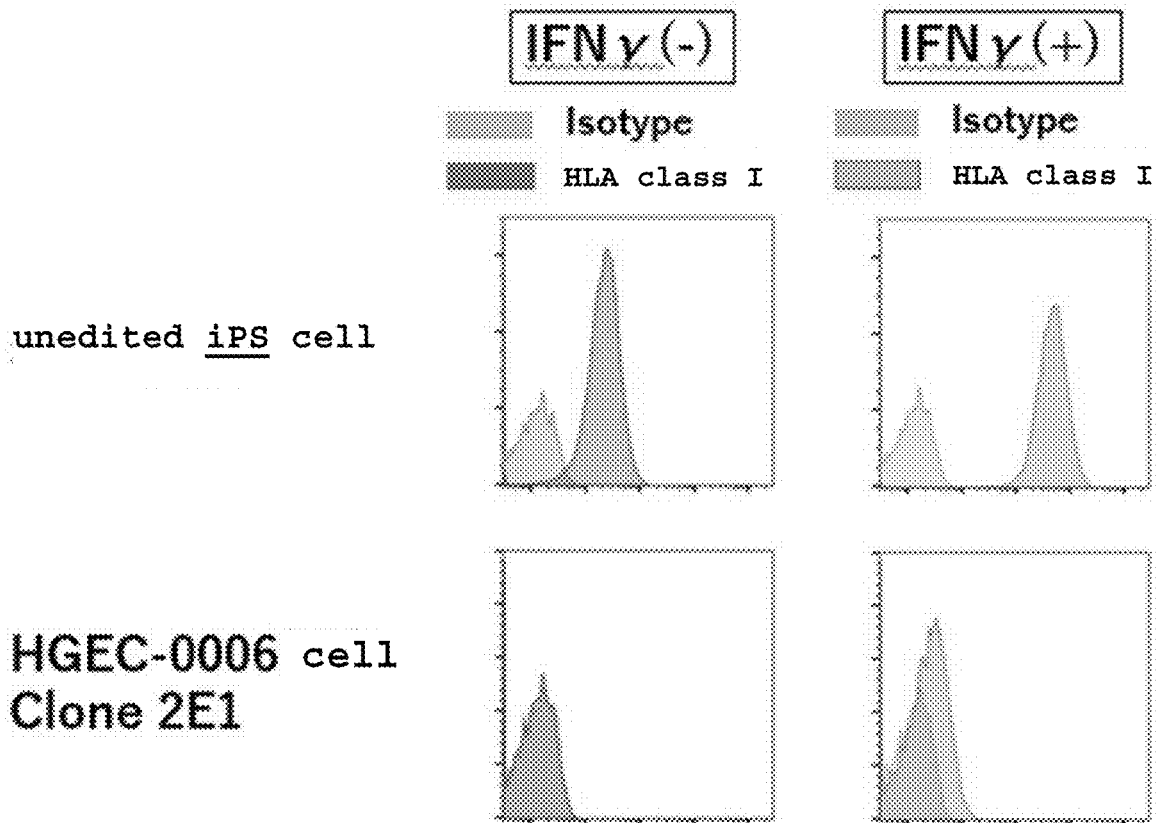 IFNγ(-)
IFNγ(+)
Isotype
HLA class I
Isotype
HLA class I
unedited iPS cell
HGEC-0006 cell
Clone 2E1